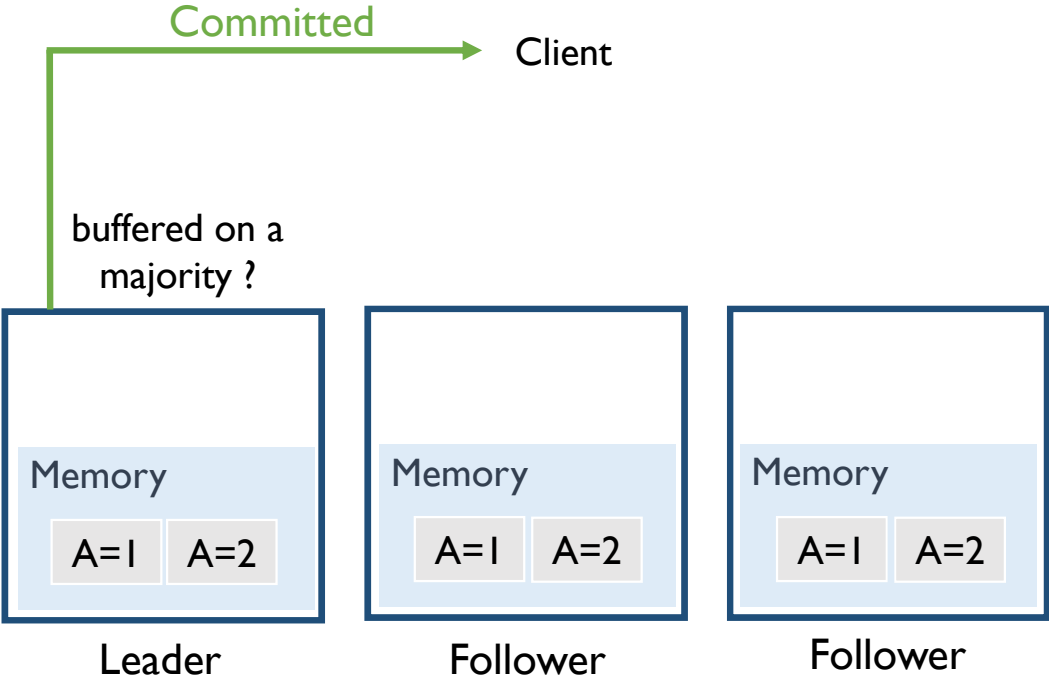 Committed
Client
buffered on a
majority ?
Memory
A=1 A=2
Leader
Memory
A=1 A=2
Follower
Memory
A=1 A=2
Follower